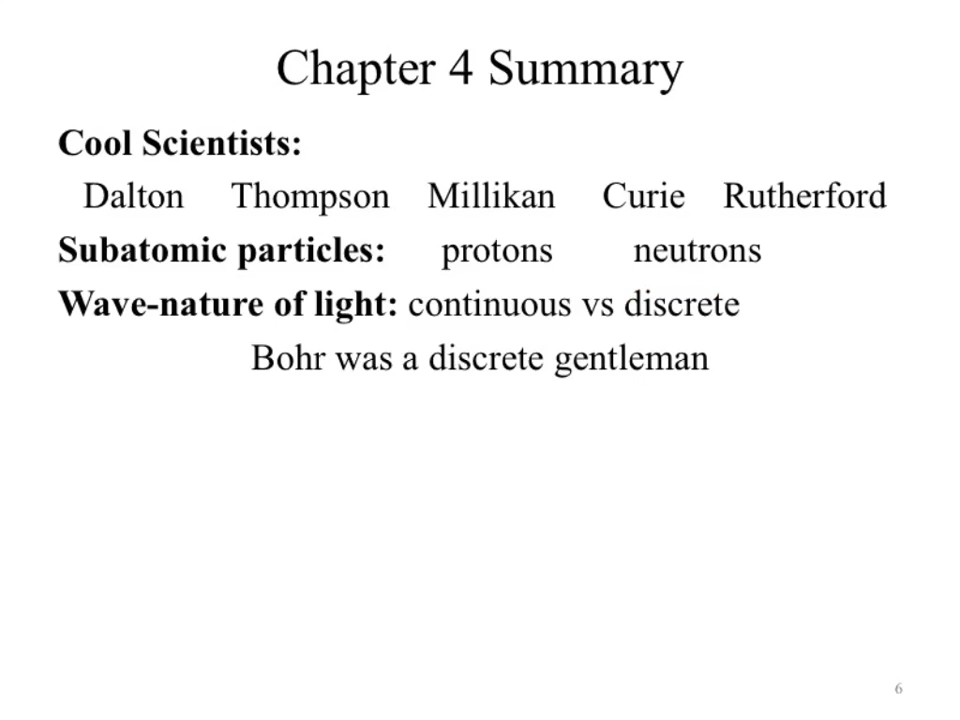 Chapter 4 Summary
Cool Scientists:
Dalton Thompson Millikan Curie Rutherford
Subatomic particles: protons neutrons
Wave-nature of light: continuous vs discrete
Bohr was a discrete gentleman
6